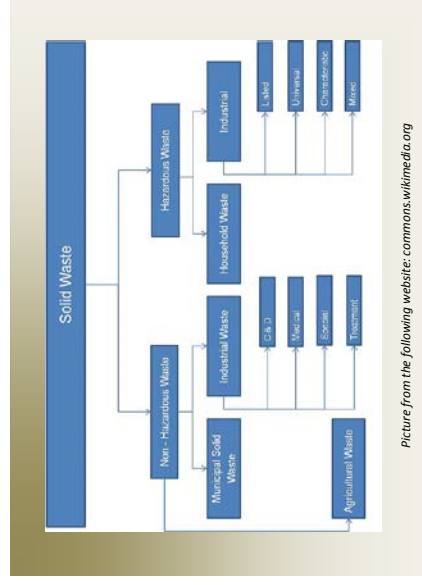 Solid Waste
Non - Hazardous Waste
Hazardous Waste
Municipal Solid
Waste
Industrial Waste
Household Waste
Industrial
C & D
Medical
Special
Treatment
Listed
Universal
Characteristic
Mixed
Agricultural Waste
Picture from the following website: commons.wikimedia.org